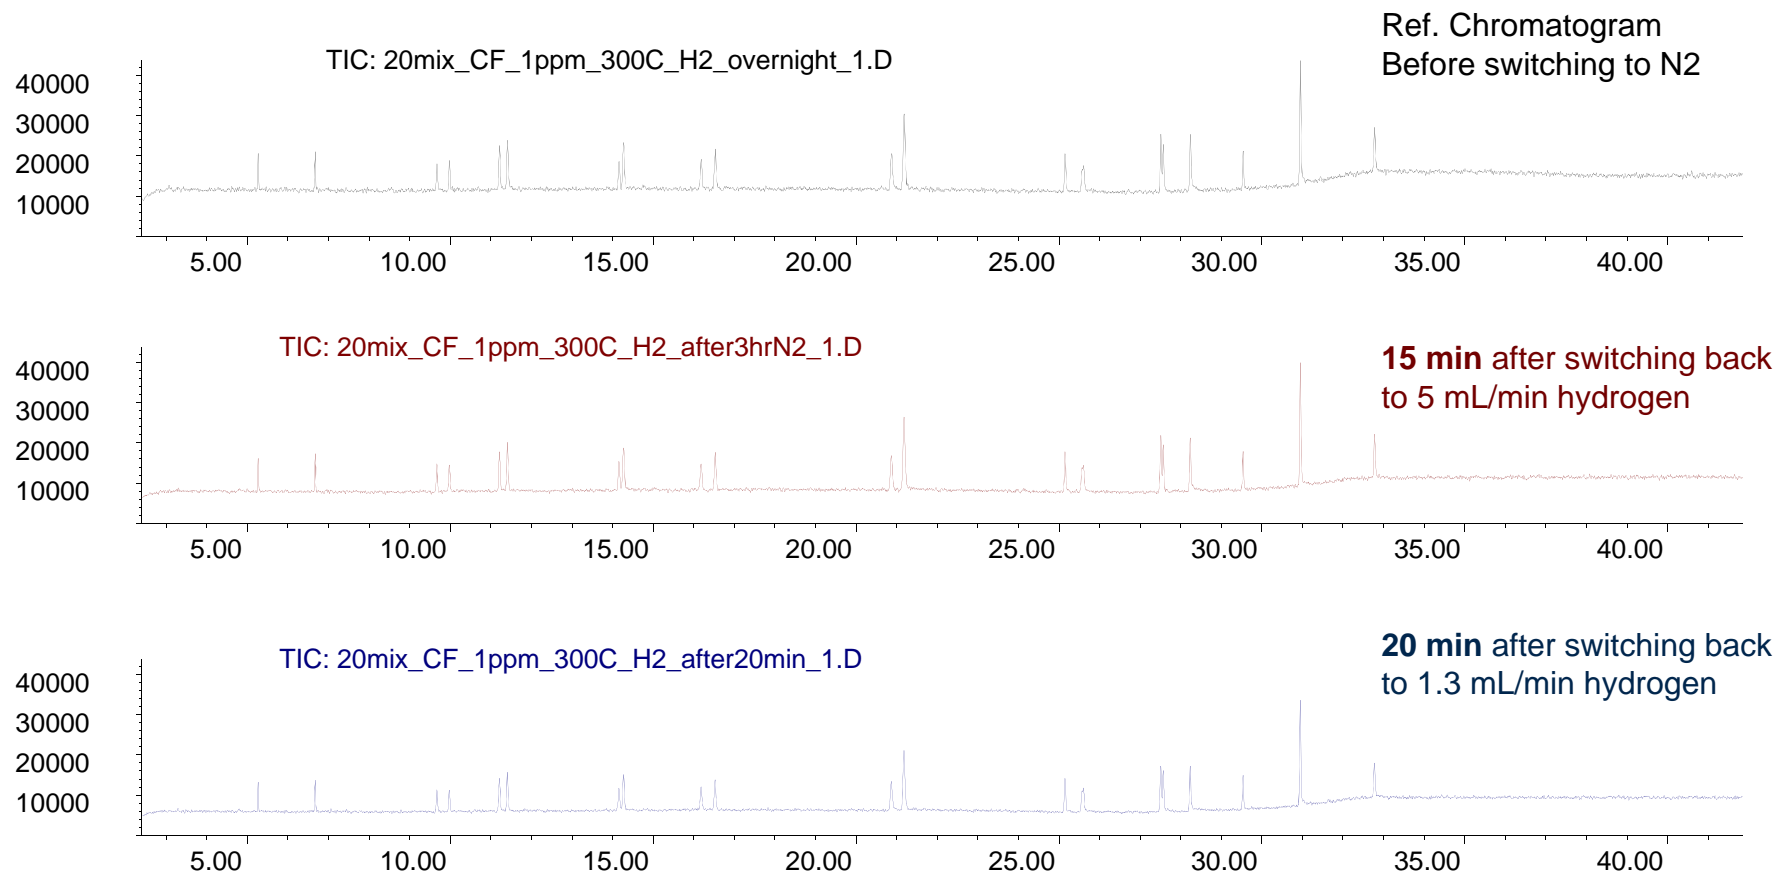 Ref. Chromatogram
Before switching to N2
TIC: 20mix_CF_1ppm_300C_H2_overnight_1.D
40000
30000
20000
10000
5.00 10.00 15.00 20.00 25.00 30.00 35.00 40.00
TIC: 20mix_CF_1ppm_300C_H2_after3hrN2_1.D
15 min after switching back
to 5 mL/min hydrogen
40000
30000
20000
10000
5.00 10.00 15.00 20.00 25.00 30.00 35.00 40.00
TIC: 20mix_CF_1ppm_300C_H2_after20min_1.D
20 min after switching back
to 1.3 mL/min hydrogen
40000
30000
20000
10000
5.00 10.00 15.00 20.00 25.00 30.00 35.00 40.00